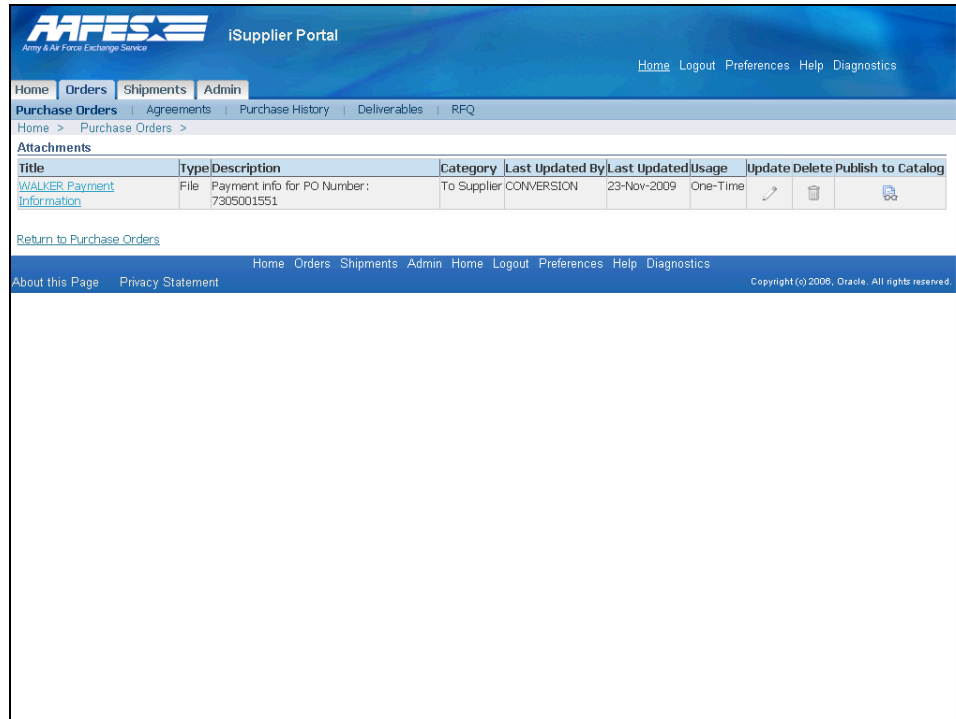 AAFES
Army & Air Force Exchange Service
iSupplier Portal
Home Logout Preferences Help Diagnostics
Home Orders Shipments Admin
Purchase Orders | Agreements | Purchase History | Deliverables | RFQ
Home > Purchase Orders >
Attachments
Title Type Description Category Last Updated By Last Updated Usage Update Delete Publish to Catalog
WALKER Payment File Payment info for PO Number: To Supplier CONVERSION 23-Nov-2009 One-Time
Information 7305001551
Return to Purchase Orders
Home Orders Shipments Admin Home Logout Preferences Help Diagnostics
About this Page Privacy Statement Copyright (c) 2006, Oracle. All rights reserved.